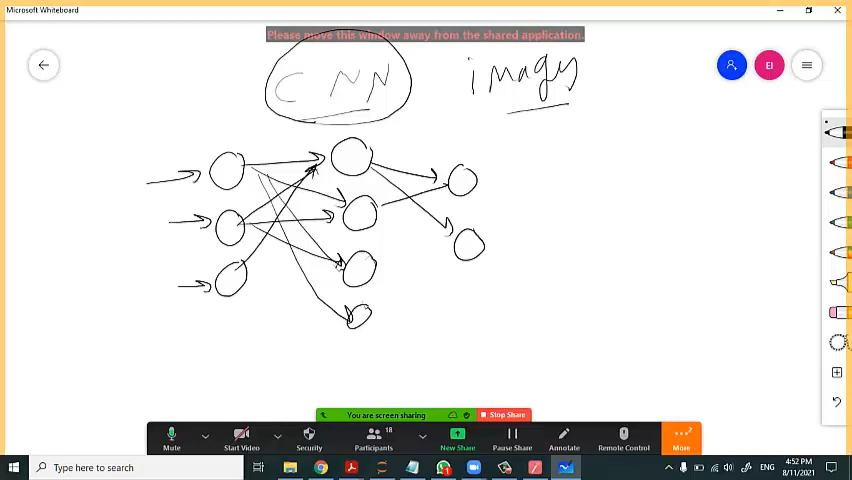 Microsoft Whiteboard
Please move this window away from the shared application.
CNN
images
EI
You are screen sharing
Stop Share
18
Mute
Start Video
Security
Participants
New Share
Pause Share
Annotate
Remote Control
More
Type here to search
ENG
4:52 PM
8/11/2021